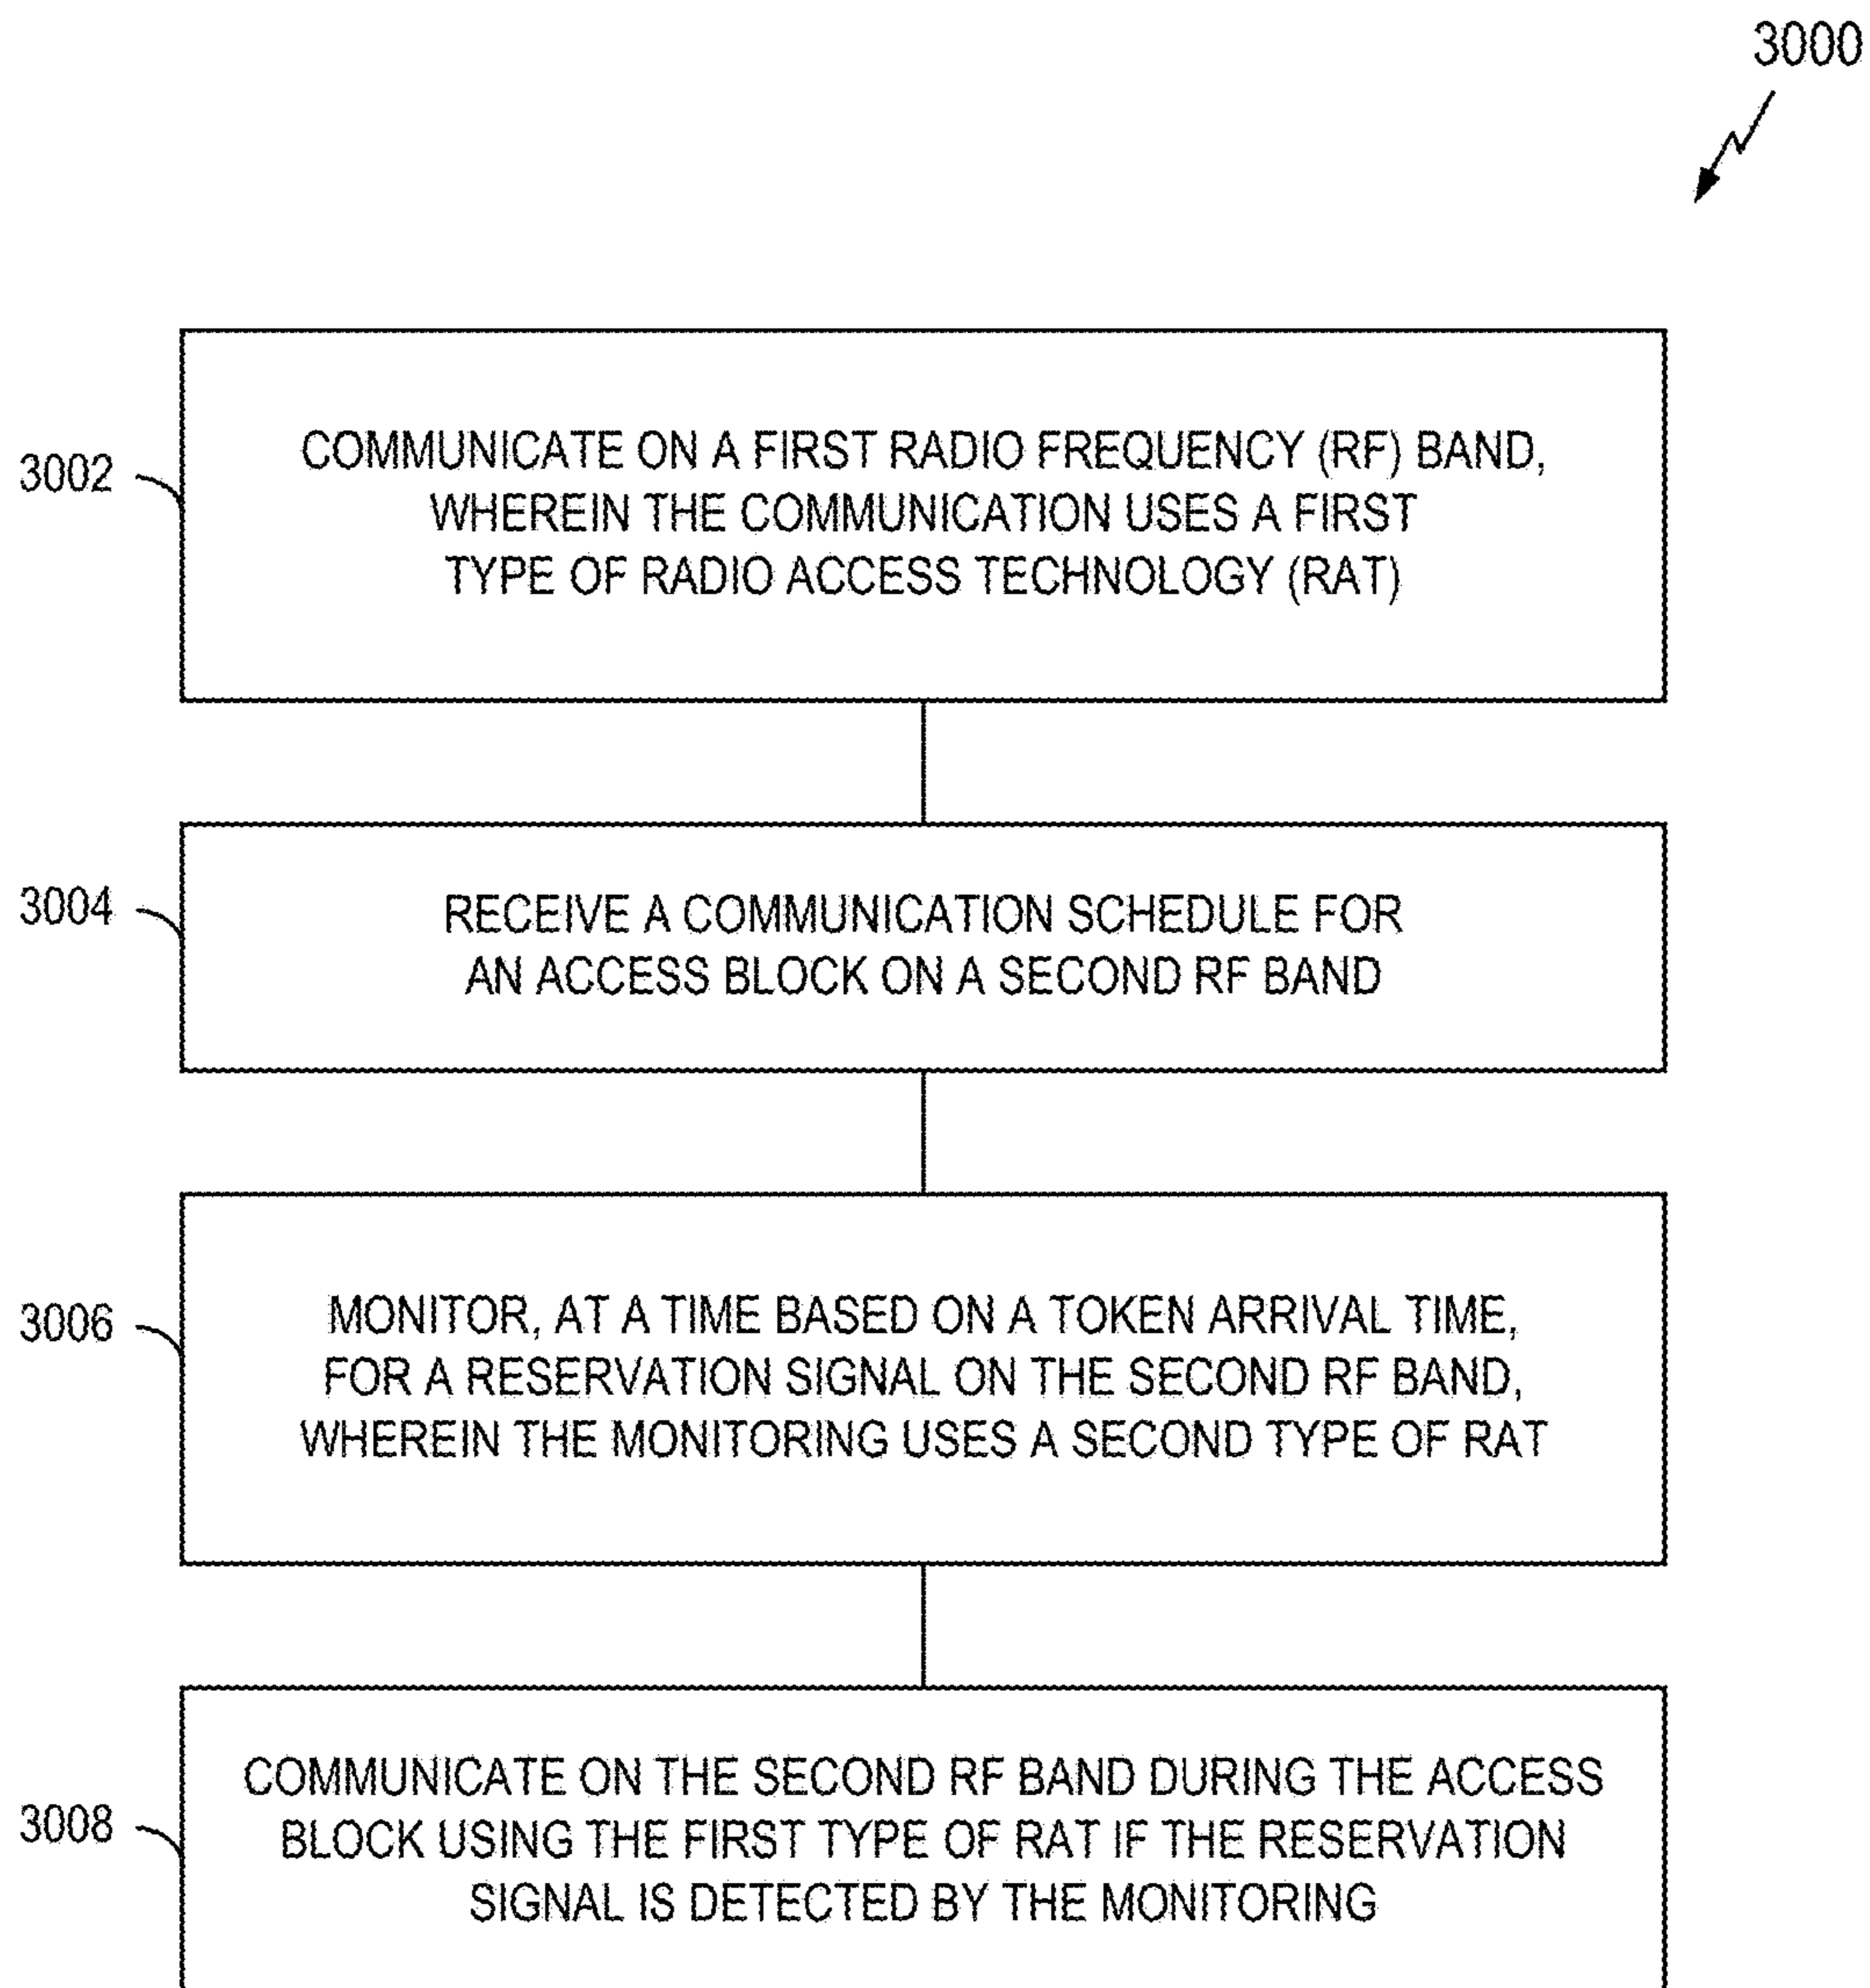 3000
3002
COMMUNICATE ON A FIRST RADIO FREQUENCY (RF) BAND,
WHEREIN THE COMMUNICATION USES A FIRST
TYPE OF RADIO ACCESS TECHNOLOGY (RAT)
3004
RECEIVE A COMMUNICATION SCHEDULE FOR
AN ACCESS BLOCK ON A SECOND RF BAND
3006
MONITOR, AT A TIME BASED ON A TOKEN ARRIVAL TIME,
FOR A RESERVATION SIGNAL ON THE SECOND RF BAND,
WHEREIN THE MONITORING USES A SECOND TYPE OF RAT
3008
COMMUNICATE ON THE SECOND RF BAND DURING THE ACCESS
BLOCK USING THE FIRST TYPE OF RAT IF THE RESERVATION
SIGNAL IS DETECTED BY THE MONITORING